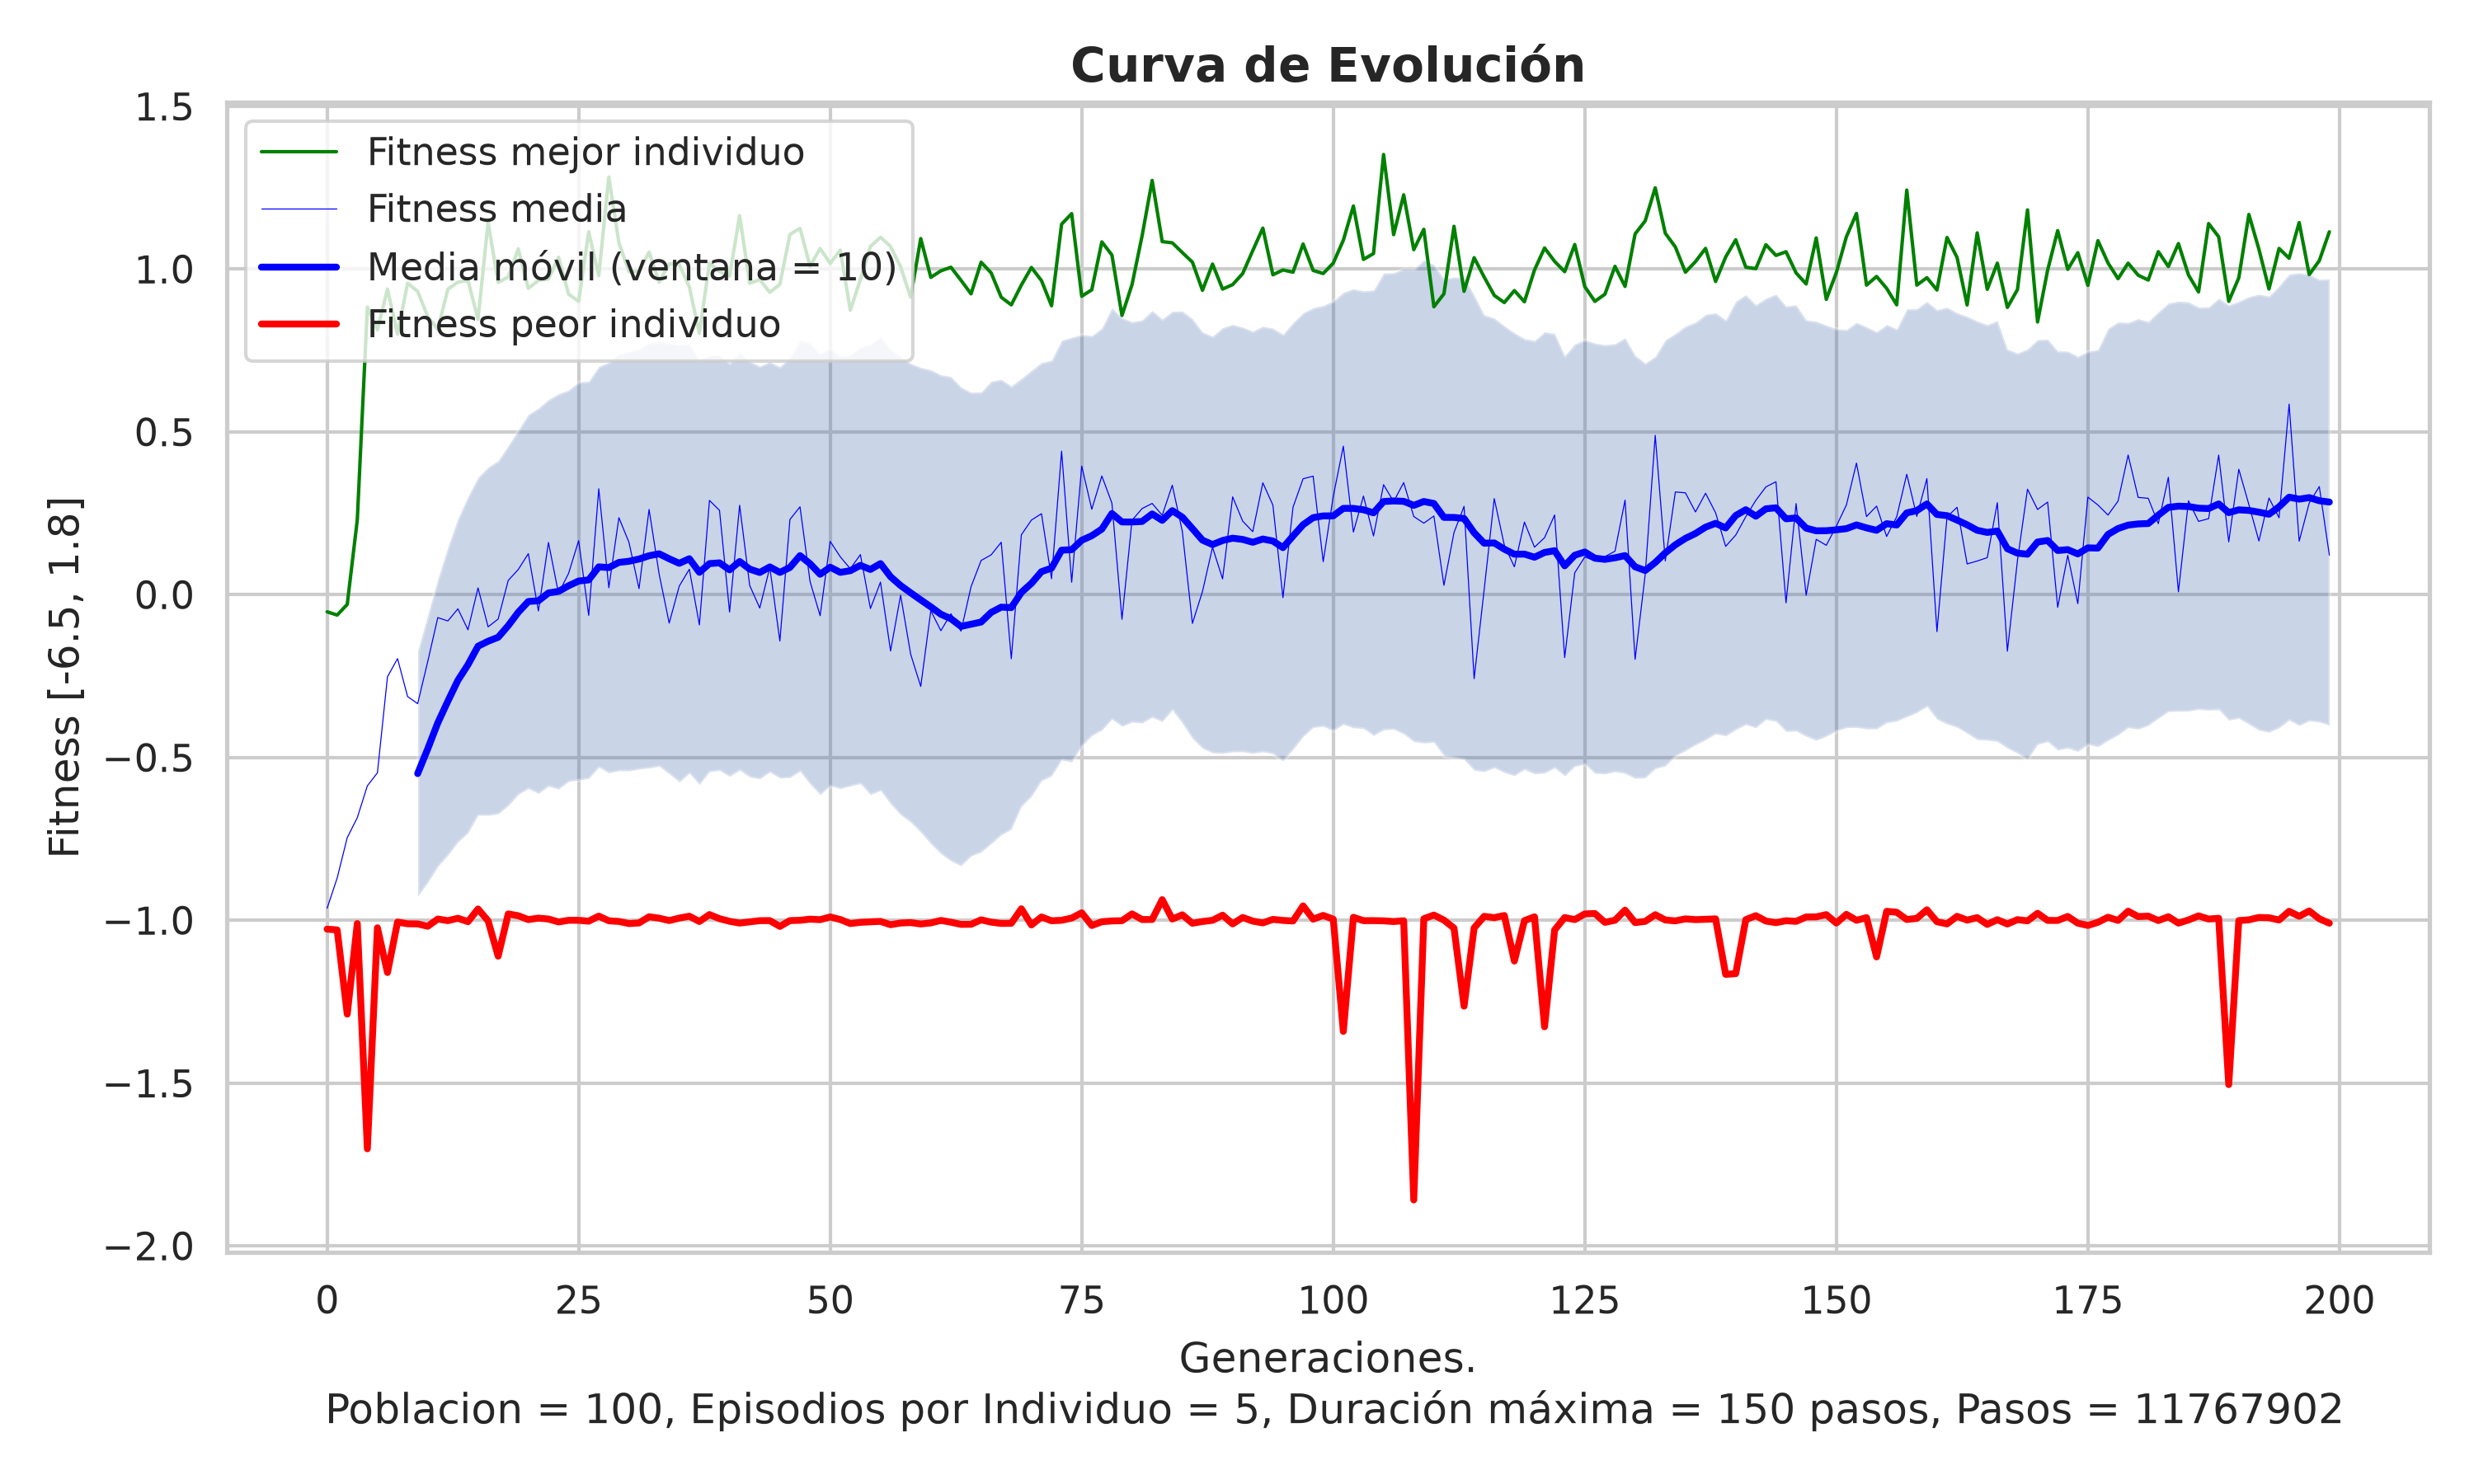 Curva de Evolución
1.5
1.0
0.5
0.0
−0.5
−1.0
−1.5
−2.0
Fitness [-6.5, 1.8]
Fitness mejor individuo
Fitness media
Media móvil (ventana = 10)
Fitness peor individuo
0 25 50 75 100 125 150 175 200
Generaciones.
Poblacion = 100, Episodios por Individuo = 5, Duración máxima = 150 pasos, Pasos = 11767902